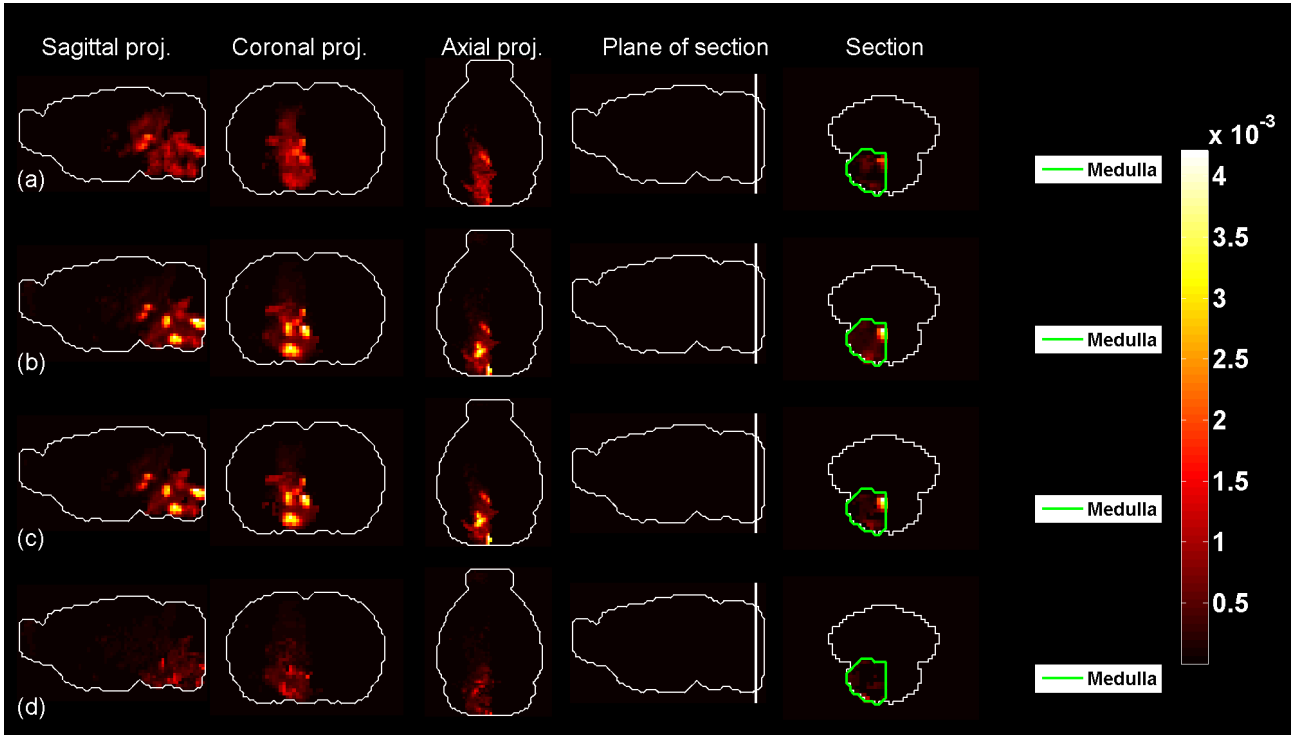 Sagittal proj. Coronal proj. Axial proj. Plane of section Section
x 10-3
(a) Medulla
4
3.5
3
(b) Medulla
2.5
2
(c) Medulla
1.5
1
0.5
(d) Medulla